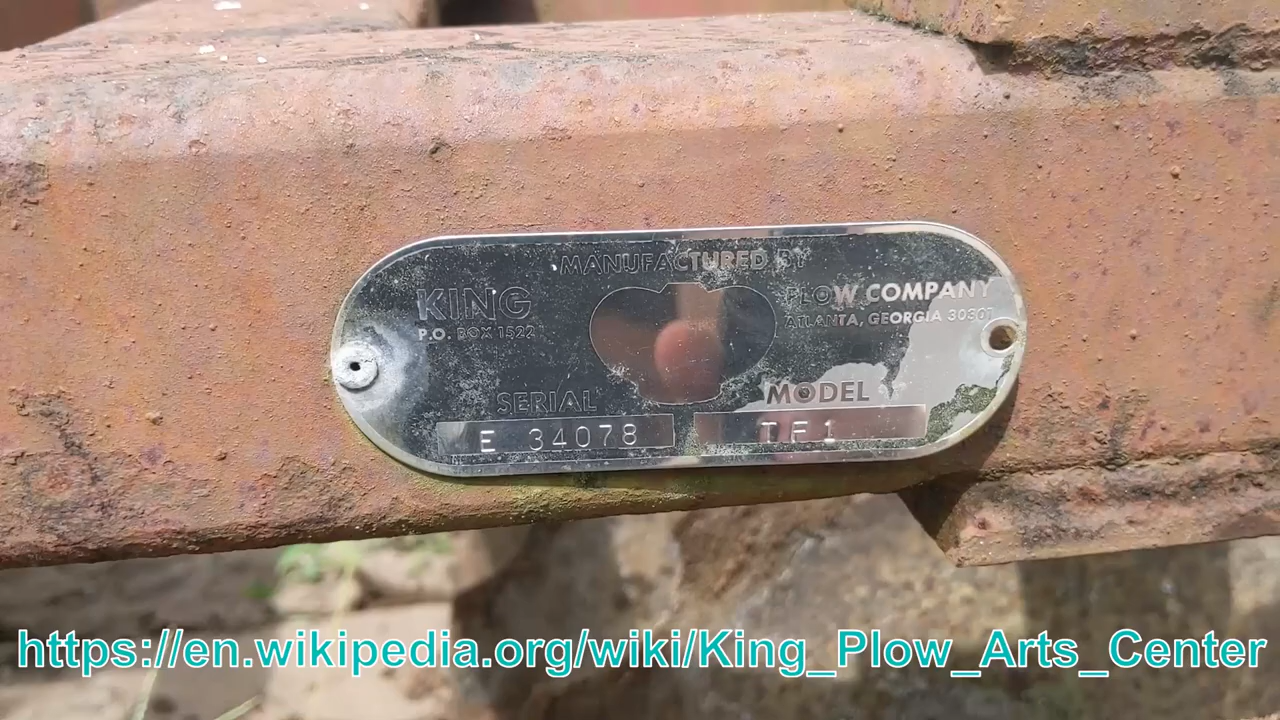 MANUFACTURED BY
KING PLOW COMPANY
P.O. BOX 1522 ATLANTA, GEORGIA 30301
SERIAL MODEL
E 34078 TF1
https://en.wikipedia.org/wiki/King_Plow_Arts_Center